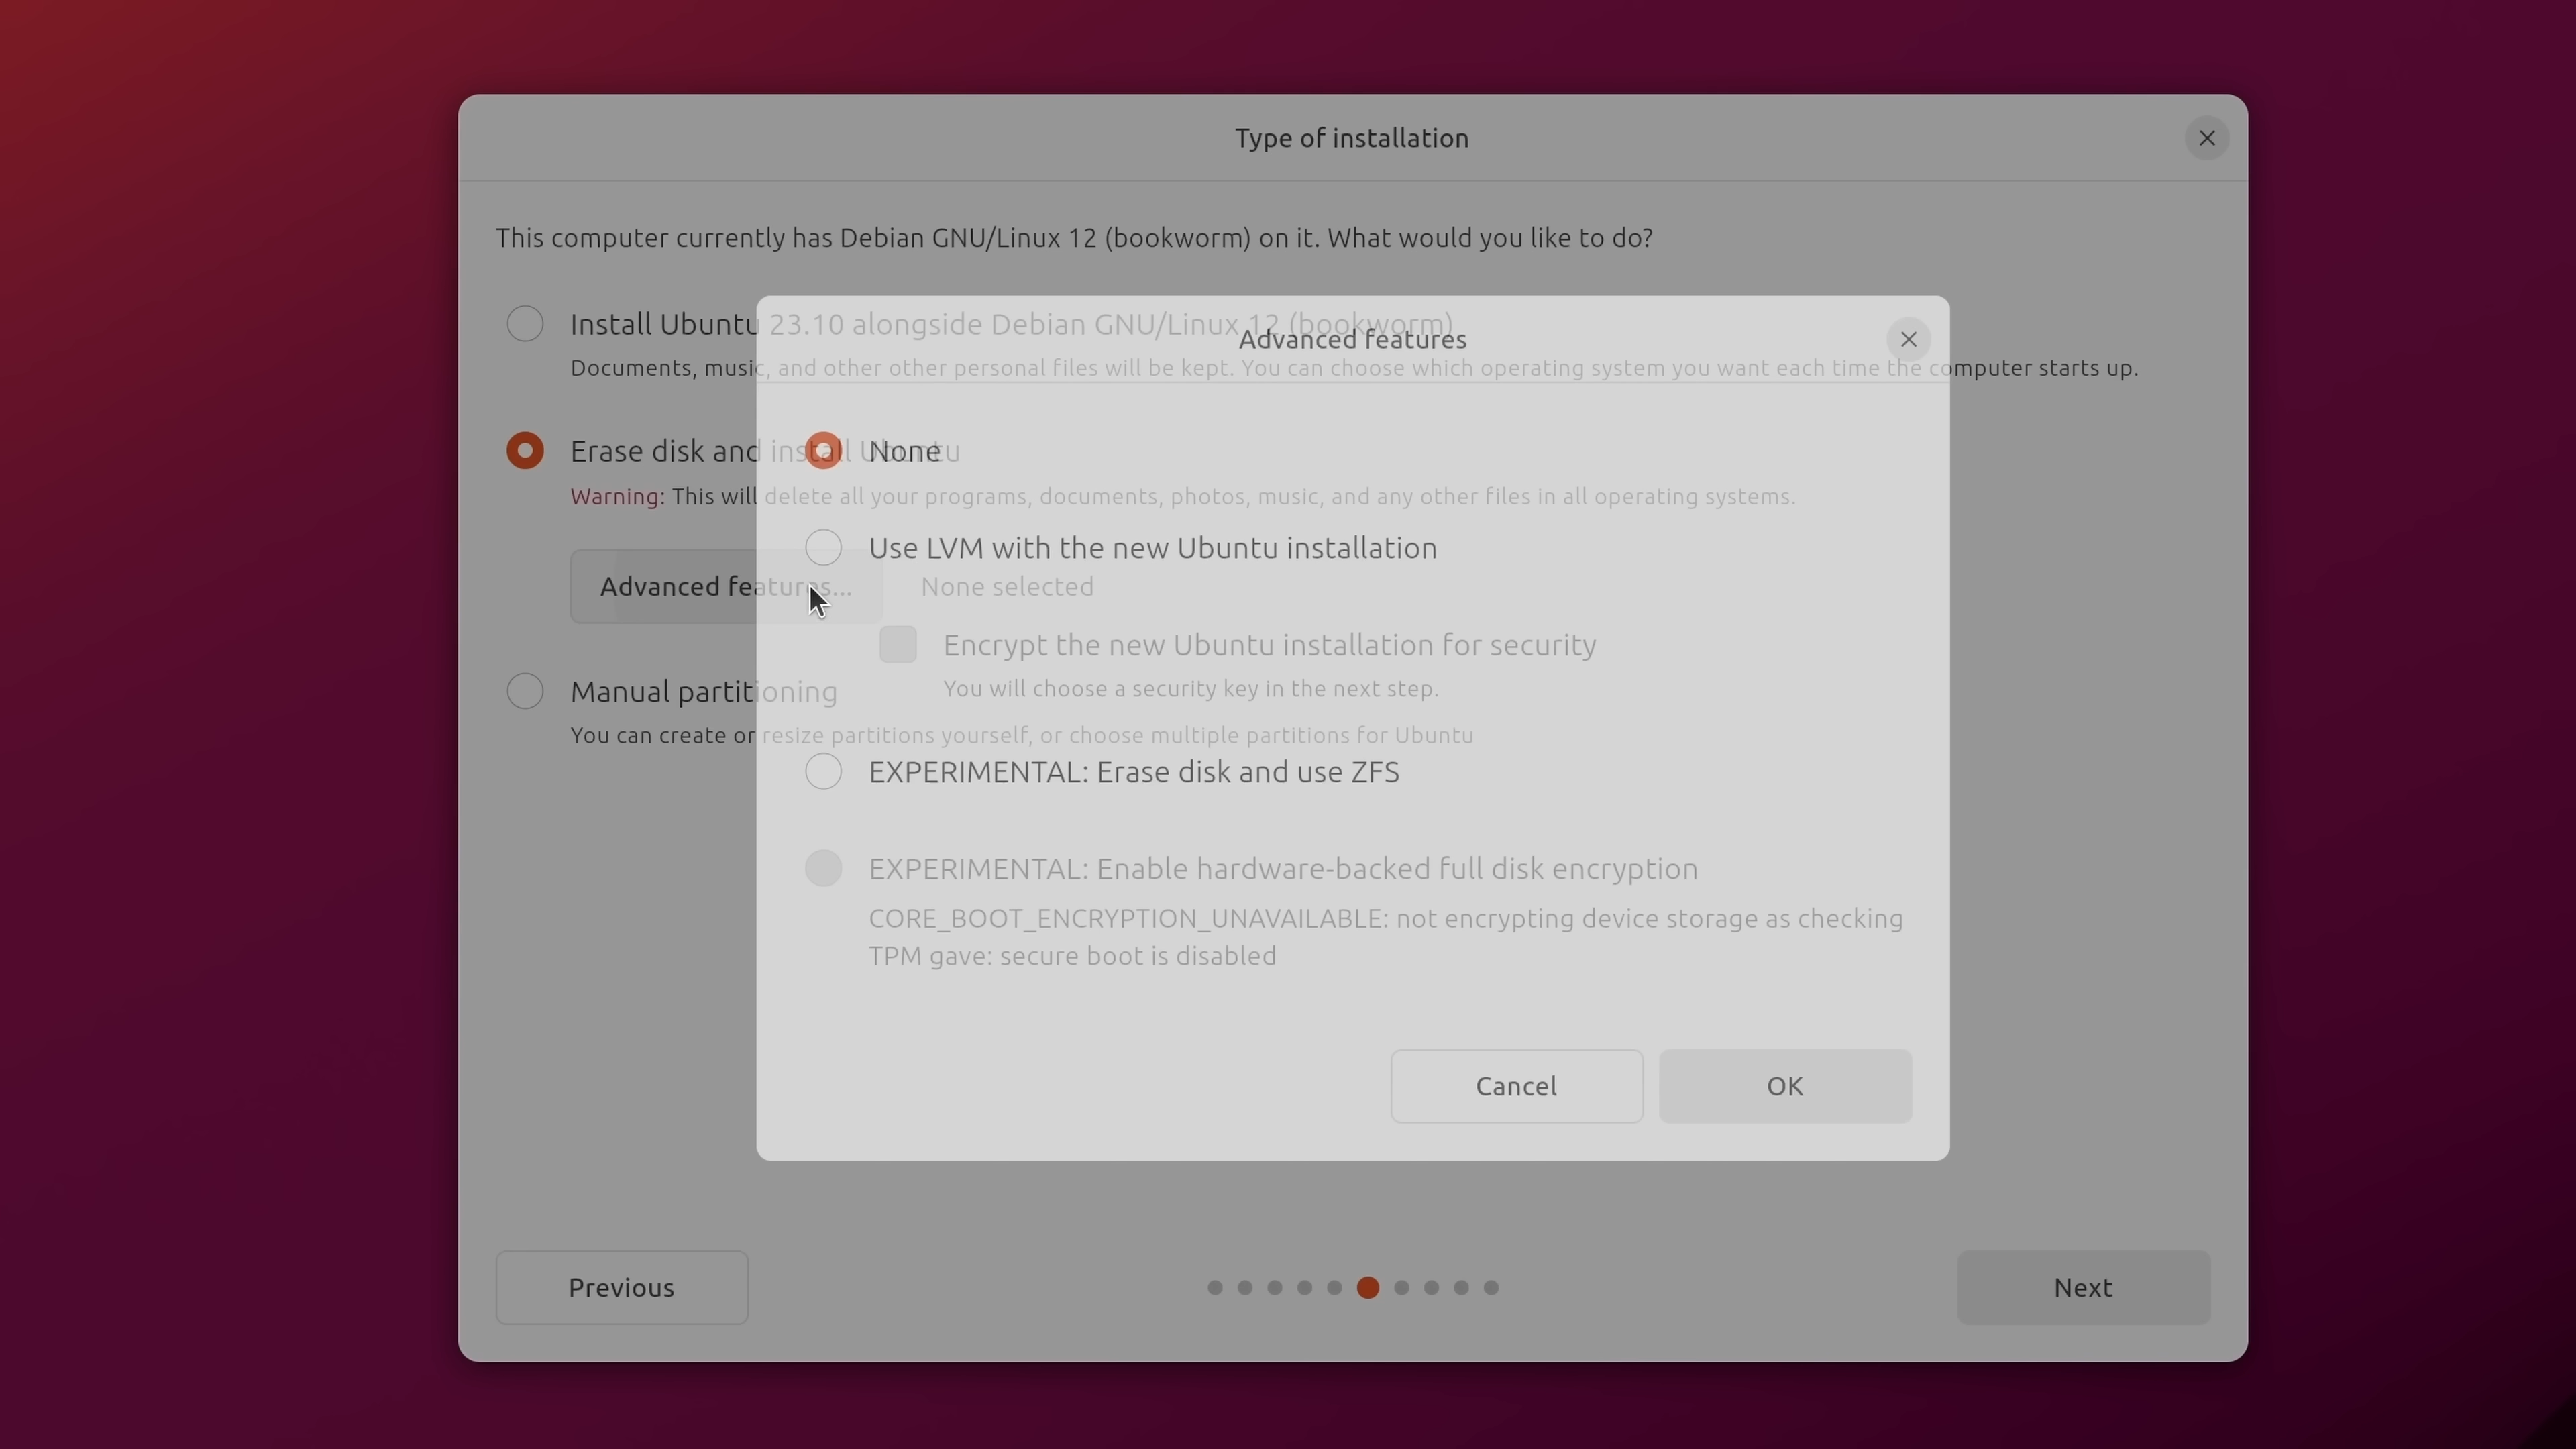 Type of installation
This computer currently has Debian GNU/Linux 12 (bookworm) on it. What would you like to do?
Install Ubuntu 23.10 alongside Debian GNU/Linux 12 (bookworm)
Documents, music, and other other personal files will be kept. You can choose which operating system you want each time the computer starts up.
Erase disk and install Ubuntu
Warning: This will delete all your programs, documents, photos, music, and any other files in all operating systems.
Advanced features...
None selected
Manual partitioning
You can create or resize partitions yourself, or choose multiple partitions for Ubuntu
Advanced features
None
Use LVM with the new Ubuntu installation
Encrypt the new Ubuntu installation for security
You will choose a security key in the next step.
EXPERIMENTAL: Erase disk and use ZFS
EXPERIMENTAL: Enable hardware-backed full disk encryption
CORE_BOOT_ENCRYPTION_UNAVAILABLE: not encrypting device storage as checking
TPM gave: secure boot is disabled
Cancel
OK
Previous
Next